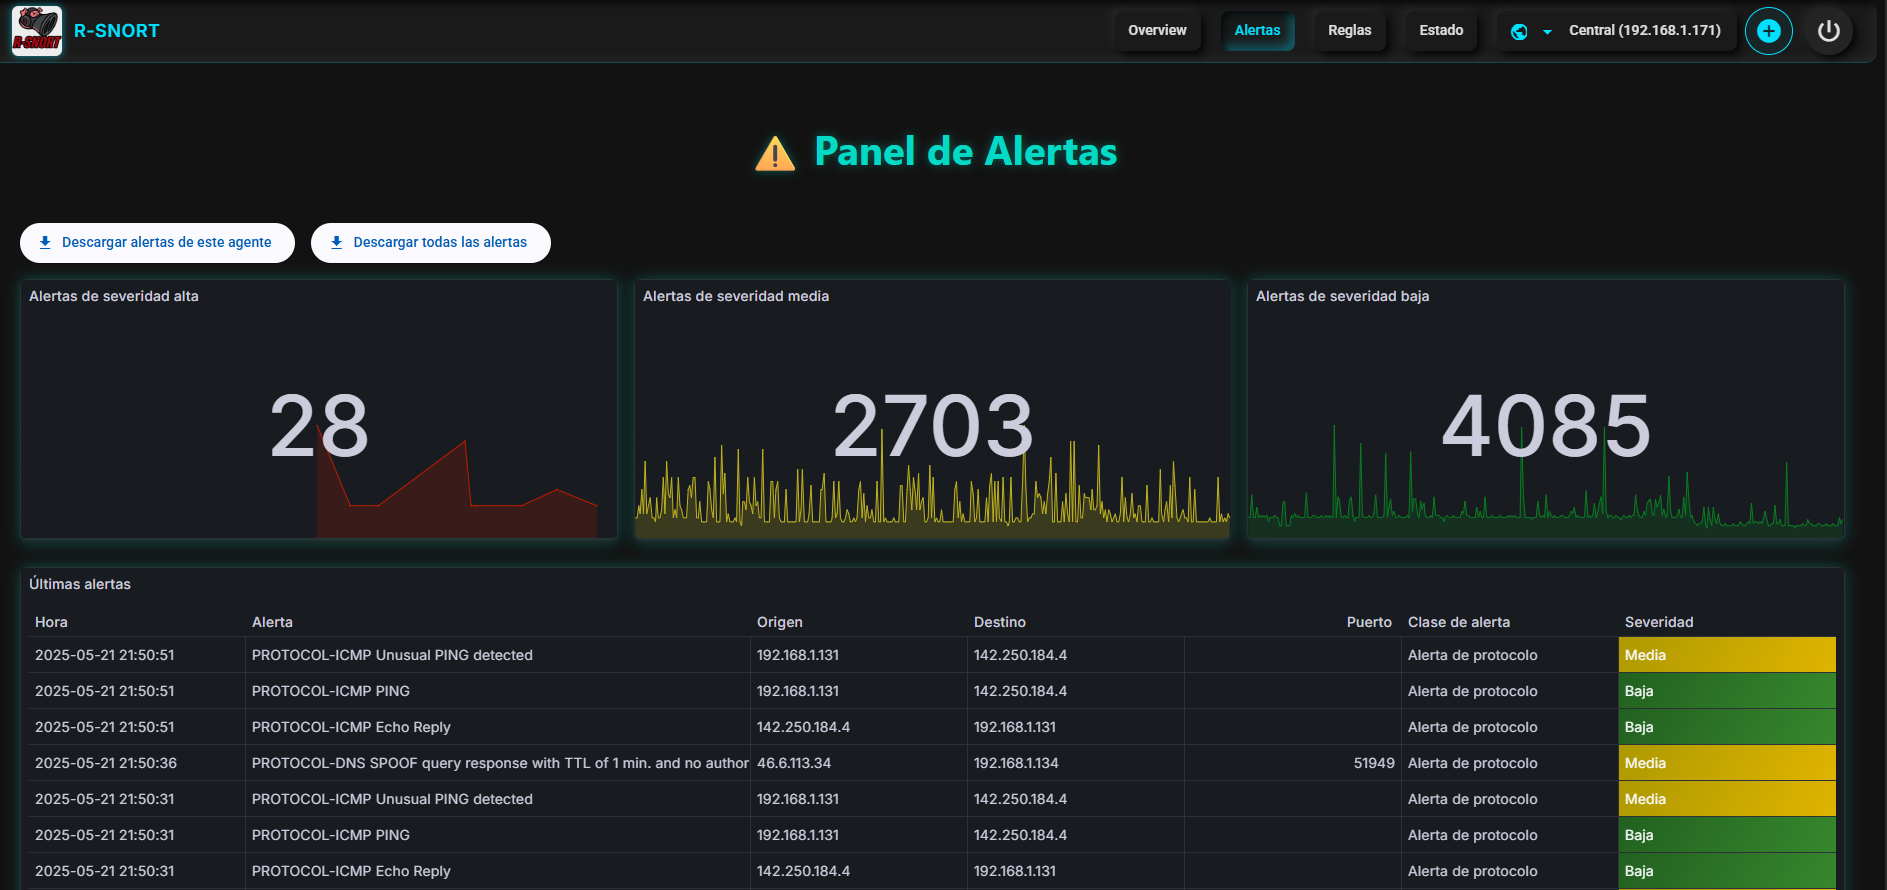 R-SNORT
R-SNORT
Overview
Alertas
Reglas
Estado
Central (192.168.1.171)
Panel de Alertas
Descargar alertas de este agente
Descargar todas las alertas
Alertas de severidad alta
28
Alertas de severidad media
2703
Alertas de severidad baja
4085
Últimas alertas
Hora Alerta Origen Destino Puerto Clase de alerta Severidad
2025-05-21 21:50:51 PROTOCOL-ICMP Unusual PING detected 192.168.1.131 142.250.184.4 Alerta de protocolo Media
2025-05-21 21:50:51 PROTOCOL-ICMP PING 192.168.1.131 142.250.184.4 Alerta de protocolo Baja
2025-05-21 21:50:51 PROTOCOL-ICMP Echo Reply 142.250.184.4 192.168.1.131 Alerta de protocolo Baja
2025-05-21 21:50:36 PROTOCOL-DNS SPOOF query response with TTL of 1 min. and no author 46.6.113.34 192.168.1.134 51949 Alerta de protocolo Media
2025-05-21 21:50:31 PROTOCOL-ICMP Unusual PING detected 192.168.1.131 142.250.184.4 Alerta de protocolo Media
2025-05-21 21:50:31 PROTOCOL-ICMP PING 192.168.1.131 142.250.184.4 Alerta de protocolo Baja
2025-05-21 21:50:31 PROTOCOL-ICMP Echo Reply 142.250.184.4 192.168.1.131 Alerta de protocolo Baja